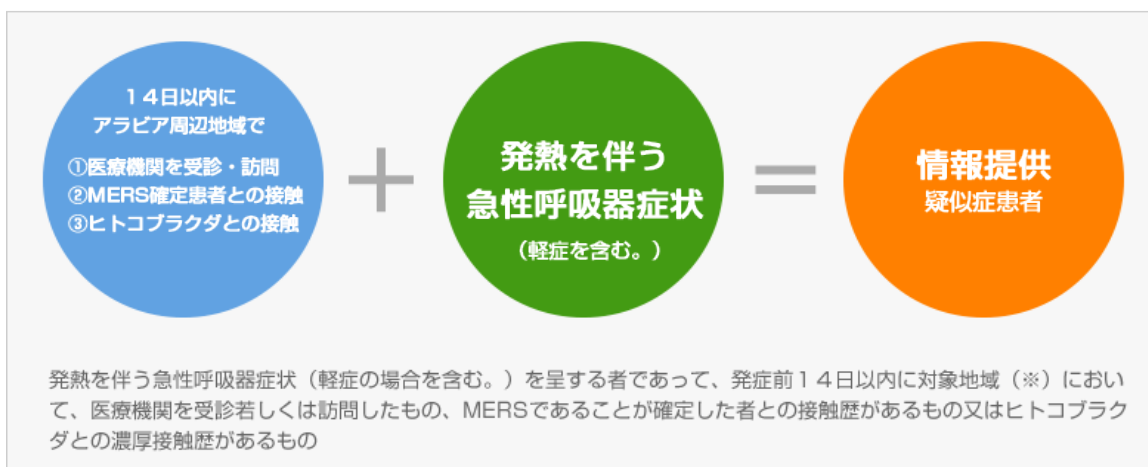 １４日以内に
アラビア周辺地域で
①医療機関を受診・訪問
②MERS確定患者との接触
③ヒトコブラクダとの接触
＋
発熱を伴う
急性呼吸器症状
（軽症を含む。）
＝
情報提供
疑似症患者
発熱を伴う急性呼吸器症状（軽症の場合を含む。）を呈する者であって、発症前１４日以内に対象地域（※）におい
て、医療機関を受診若しくは訪問したもの、MERSであることが確定した者との接触歴があるもの又はヒトコブラク
ダとの濃厚接触歴があるもの